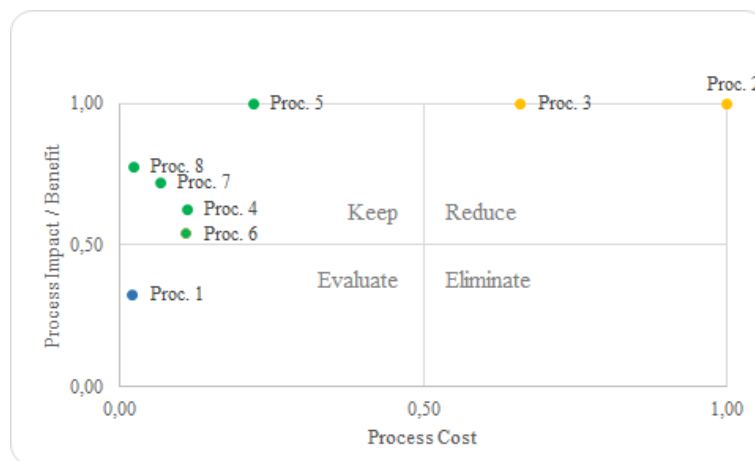 Proc. 2
1,00
Proc. 5
Proc. 3
Proc. 8
Proc. 7
Proc. 4
Keep
Reduce
Proc. 6
0,50
Evaluate
Eliminate
Proc. 1
0,00
Process Impact / Benefit
0,00
0,50
1,00
Process Cost